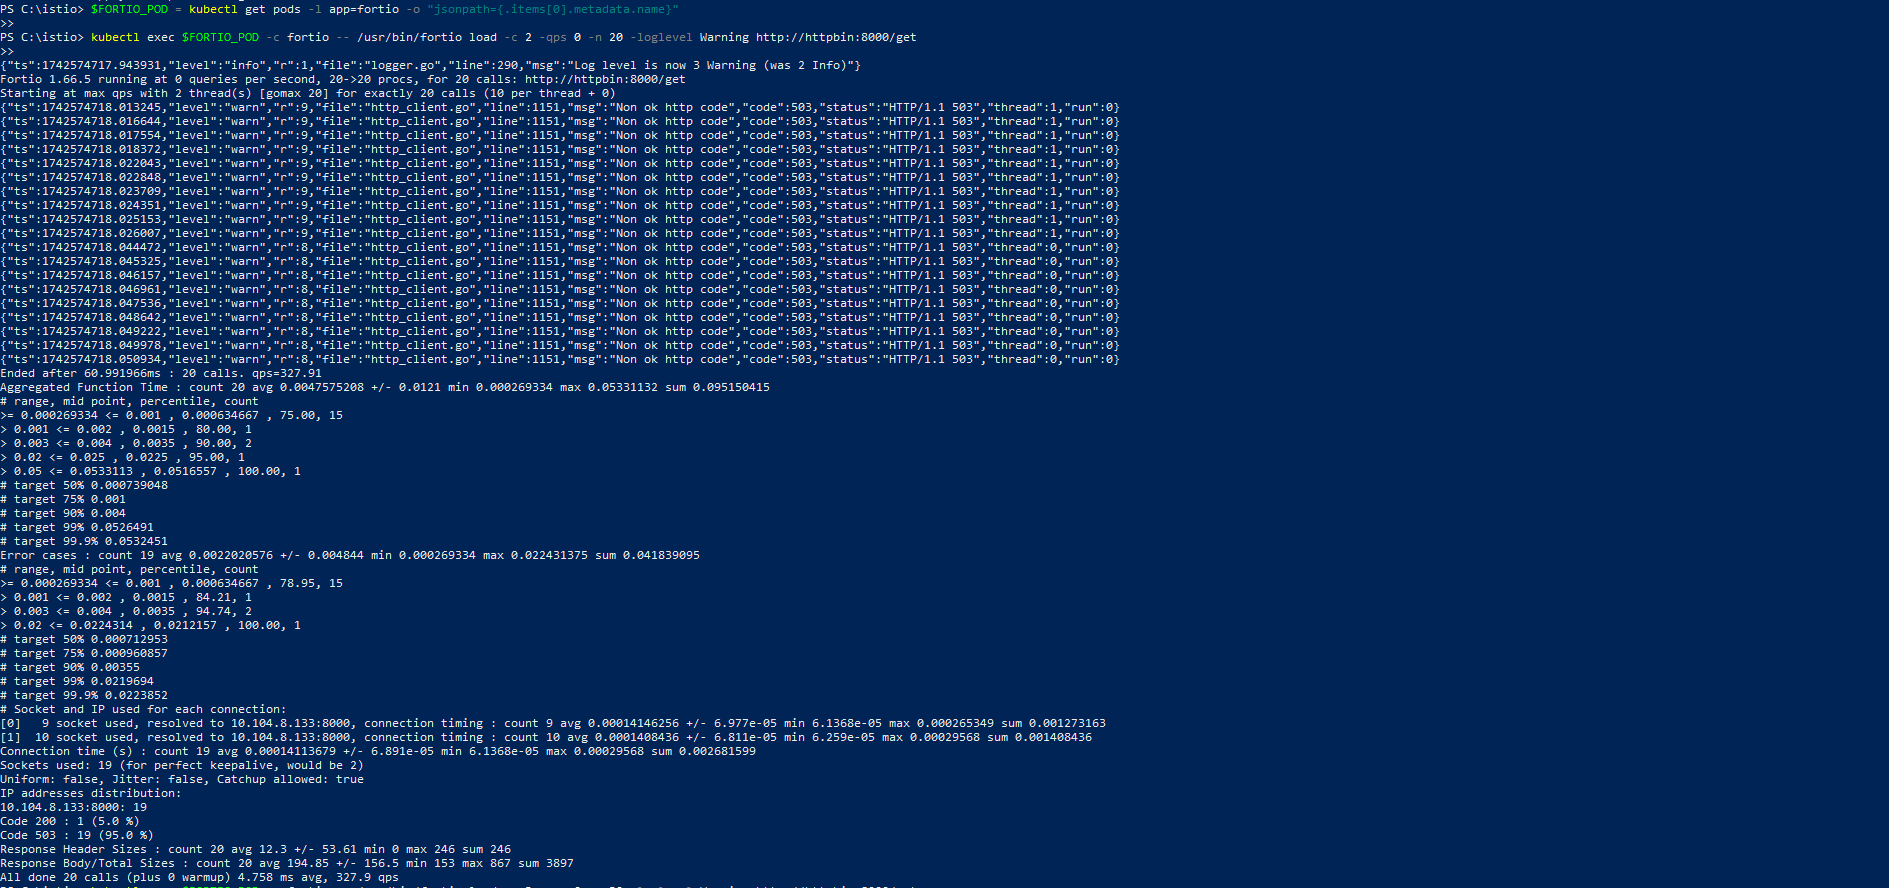 PS C:\istio> $FORTIO_POD = kubectl get pods -l app=fortio -o "jsonpath={.items[0].metadata.name}"
>>
PS C:\istio> kubectl exec $FORTIO_POD -c fortio -- /usr/bin/fortio load -c 2 -qps 0 -n 20 -loglevel Warning http://httpbin:8000/get
>>
{"ts":1742574717.943931,"level":"info","r":1,"file":"logger.go","line":290,"msg":"Log level is now 3 Warning (was 2 Info)"}
Fortio 1.66.5 running at 0 queries per second, 20->20 procs, for 20 calls: http://httpbin:8000/get
Starting at max qps with 2 thread(s) [gomax 20] for exactly 20 calls (10 per thread + 0)
{"ts":1742574718.013245,"level":"warn","r":9,"file":"http_client.go","line":1151,"msg":"Non ok http code","code":503,"status":"HTTP/1.1 503","thread":1,"run":0}
{"ts":1742574718.016644,"level":"warn","r":9,"file":"http_client.go","line":1151,"msg":"Non ok http code","code":503,"status":"HTTP/1.1 503","thread":1,"run":0}
{"ts":1742574718.017554,"level":"warn","r":9,"file":"http_client.go","line":1151,"msg":"Non ok http code","code":503,"status":"HTTP/1.1 503","thread":1,"run":0}
{"ts":1742574718.018372,"level":"warn","r":9,"file":"http_client.go","line":1151,"msg":"Non ok http code","code":503,"status":"HTTP/1.1 503","thread":1,"run":0}
{"ts":1742574718.022043,"level":"warn","r":9,"file":"http_client.go","line":1151,"msg":"Non ok http code","code":503,"status":"HTTP/1.1 503","thread":1,"run":0}
{"ts":1742574718.022848,"level":"warn","r":9,"file":"http_client.go","line":1151,"msg":"Non ok http code","code":503,"status":"HTTP/1.1 503","thread":1,"run":0}
{"ts":1742574718.023709,"level":"warn","r":9,"file":"http_client.go","line":1151,"msg":"Non ok http code","code":503,"status":"HTTP/1.1 503","thread":1,"run":0}
{"ts":1742574718.024351,"level":"warn","r":9,"file":"http_client.go","line":1151,"msg":"Non ok http code","code":503,"status":"HTTP/1.1 503","thread":1,"run":0}
{"ts":1742574718.025153,"level":"warn","r":9,"file":"http_client.go","line":1151,"msg":"Non ok http code","code":503,"status":"HTTP/1.1 503","thread":1,"run":0}
{"ts":1742574718.026007,"level":"warn","r":9,"file":"http_client.go","line":1151,"msg":"Non ok http code","code":503,"status":"HTTP/1.1 503","thread":1,"run":0}
{"ts":1742574718.044472,"level":"warn","r":8,"file":"http_client.go","line":1151,"msg":"Non ok http code","code":503,"status":"HTTP/1.1 503","thread":0,"run":0}
{"ts":1742574718.045325,"level":"warn","r":8,"file":"http_client.go","line":1151,"msg":"Non ok http code","code":503,"status":"HTTP/1.1 503","thread":0,"run":0}
{"ts":1742574718.046157,"level":"warn","r":8,"file":"http_client.go","line":1151,"msg":"Non ok http code","code":503,"status":"HTTP/1.1 503","thread":0,"run":0}
{"ts":1742574718.046961,"level":"warn","r":8,"file":"http_client.go","line":1151,"msg":"Non ok http code","code":503,"status":"HTTP/1.1 503","thread":0,"run":0}
{"ts":1742574718.047536,"level":"warn","r":8,"file":"http_client.go","line":1151,"msg":"Non ok http code","code":503,"status":"HTTP/1.1 503","thread":0,"run":0}
{"ts":1742574718.048642,"level":"warn","r":8,"file":"http_client.go","line":1151,"msg":"Non ok http code","code":503,"status":"HTTP/1.1 503","thread":0,"run":0}
{"ts":1742574718.049222,"level":"warn","r":8,"file":"http_client.go","line":1151,"msg":"Non ok http code","code":503,"status":"HTTP/1.1 503","thread":0,"run":0}
{"ts":1742574718.049978,"level":"warn","r":8,"file":"http_client.go","line":1151,"msg":"Non ok http code","code":503,"status":"HTTP/1.1 503","thread":0,"run":0}
{"ts":1742574718.050934,"level":"warn","r":8,"file":"http_client.go","line":1151,"msg":"Non ok http code","code":503,"status":"HTTP/1.1 503","thread":0,"run":0}
Ended after 60.991966ms : 20 calls. qps=327.91
Aggregated Function Time : count 20 avg 0.0047575208 +/- 0.0121 min 0.000269334 max 0.05331132 sum 0.095150415
# range, mid point, percentile, count
>= 0.000269334 <= 0.001 , 0.000634667 , 75.00, 15
> 0.001 <= 0.002 , 0.0015 , 80.00, 1
> 0.003 <= 0.004 , 0.0035 , 90.00, 2
> 0.02 <= 0.025 , 0.0225 , 95.00, 1
> 0.05 <= 0.0533113 , 0.0516557 , 100.00, 1
# target 50% 0.000739048
# target 75% 0.001
# target 90% 0.004
# target 99% 0.0526491
# target 99.9% 0.0532451
Error cases : count 19 avg 0.0022020576 +/- 0.004844 min 0.000269334 max 0.022431375 sum 0.041839095
# range, mid point, percentile, count
>= 0.000269334 <= 0.001 , 0.000634667 , 78.95, 15
> 0.001 <= 0.002 , 0.0015 , 84.21, 1
> 0.003 <= 0.004 , 0.0035 , 94.74, 2
> 0.02 <= 0.0224314 , 0.0212157 , 100.00, 1
# target 50% 0.000712953
# target 75% 0.000960857
# target 90% 0.00355
# target 99% 0.0219694
# target 99.9% 0.0223852
# Socket and IP used for each connection:
[0]   9 socket used, resolved to 10.104.8.133:8000, connection timing : count 9 avg 0.00014146256 +/- 6.977e-05 min 6.1368e-05 max 0.000265349 sum 0.001273163
[1]  10 socket used, resolved to 10.104.8.133:8000, connection timing : count 10 avg 0.0001408436 +/- 6.811e-05 min 6.259e-05 max 0.00029568 sum 0.001408436
Connection time (s) : count 19 avg 0.00014113679 +/- 6.891e-05 min 6.1368e-05 max 0.00029568 sum 0.002681599
Sockets used: 19 (for perfect keepalive, would be 2)
Uniform: false, Jitter: false, Catchup allowed: true
IP addresses distribution:
10.104.8.133:8000: 19
Code 200 : 1 (5.0 %)
Code 503 : 19 (95.0 %)
Response Header Sizes : count 20 avg 12.3 +/- 53.61 min 0 max 246 sum 246
Response Body/Total Sizes : count 20 avg 194.85 +/- 156.5 min 153 max 867 sum 3897
All done 20 calls (plus 0 warmup) 4.758 ms avg, 327.9 qps